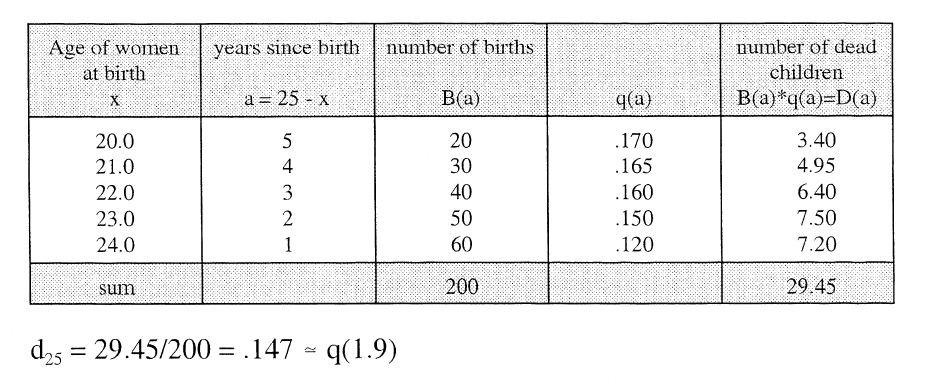 Age of women years since birth number of births number of dead
at birth children
x a = 25 - x B(a) q(a) B(a)*q(a)=D(a)
20.0 5 20 .170 3.40
21.0 4 30 .165 4.95
22.0 3 40 .160 6.40
23.0 2 50 .150 7.50
24.0 1 60 .120 7.20
sum 200 29.45
d₂₅ = 29.45/200 = .147 ≃ q(1.9)